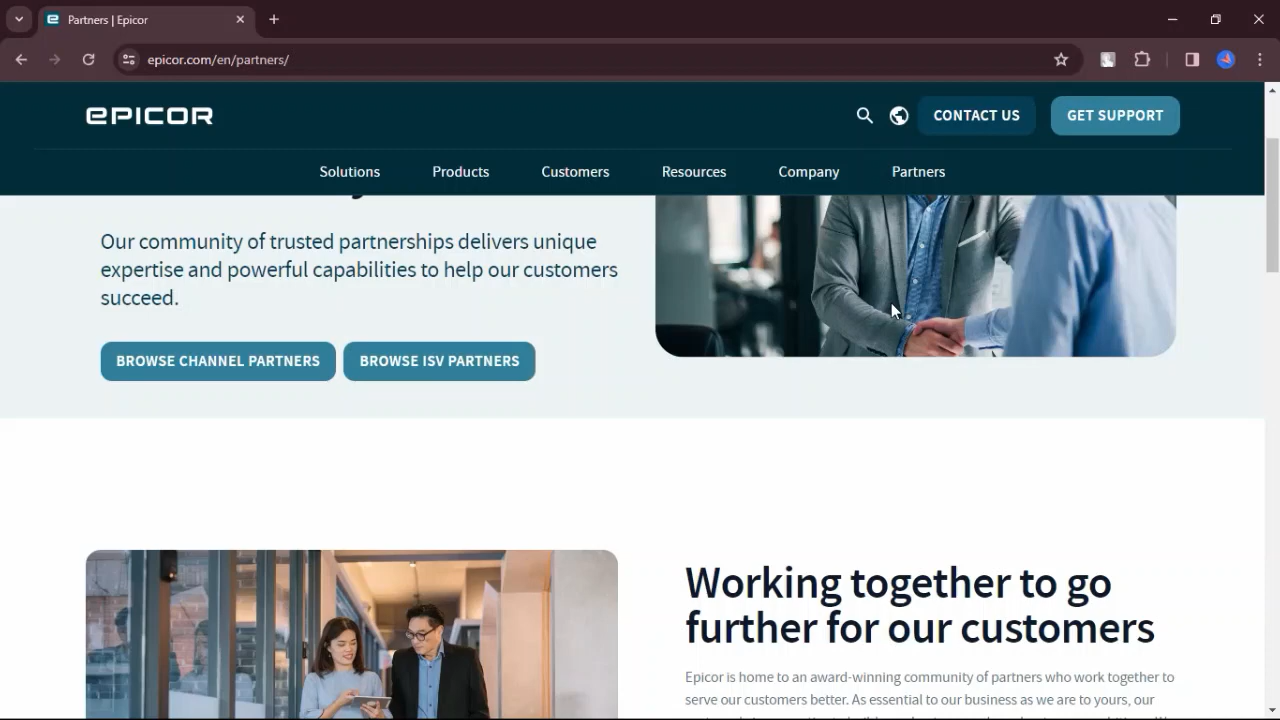 Partners | Epicor
epicor.com/en/partners/
epicor
CONTACT US
GET SUPPORT
Solutions
Products
Customers
Resources
Company
Partners
Our community of trusted partnerships delivers unique
expertise and powerful capabilities to help our customers
succeed.
BROWSE CHANNEL PARTNERS
BROWSE ISV PARTNERS
Working together to go
further for our customers
Epicor is home to an award-winning community of partners who work together to
serve our customers better. As essential to our business as we are to yours, our